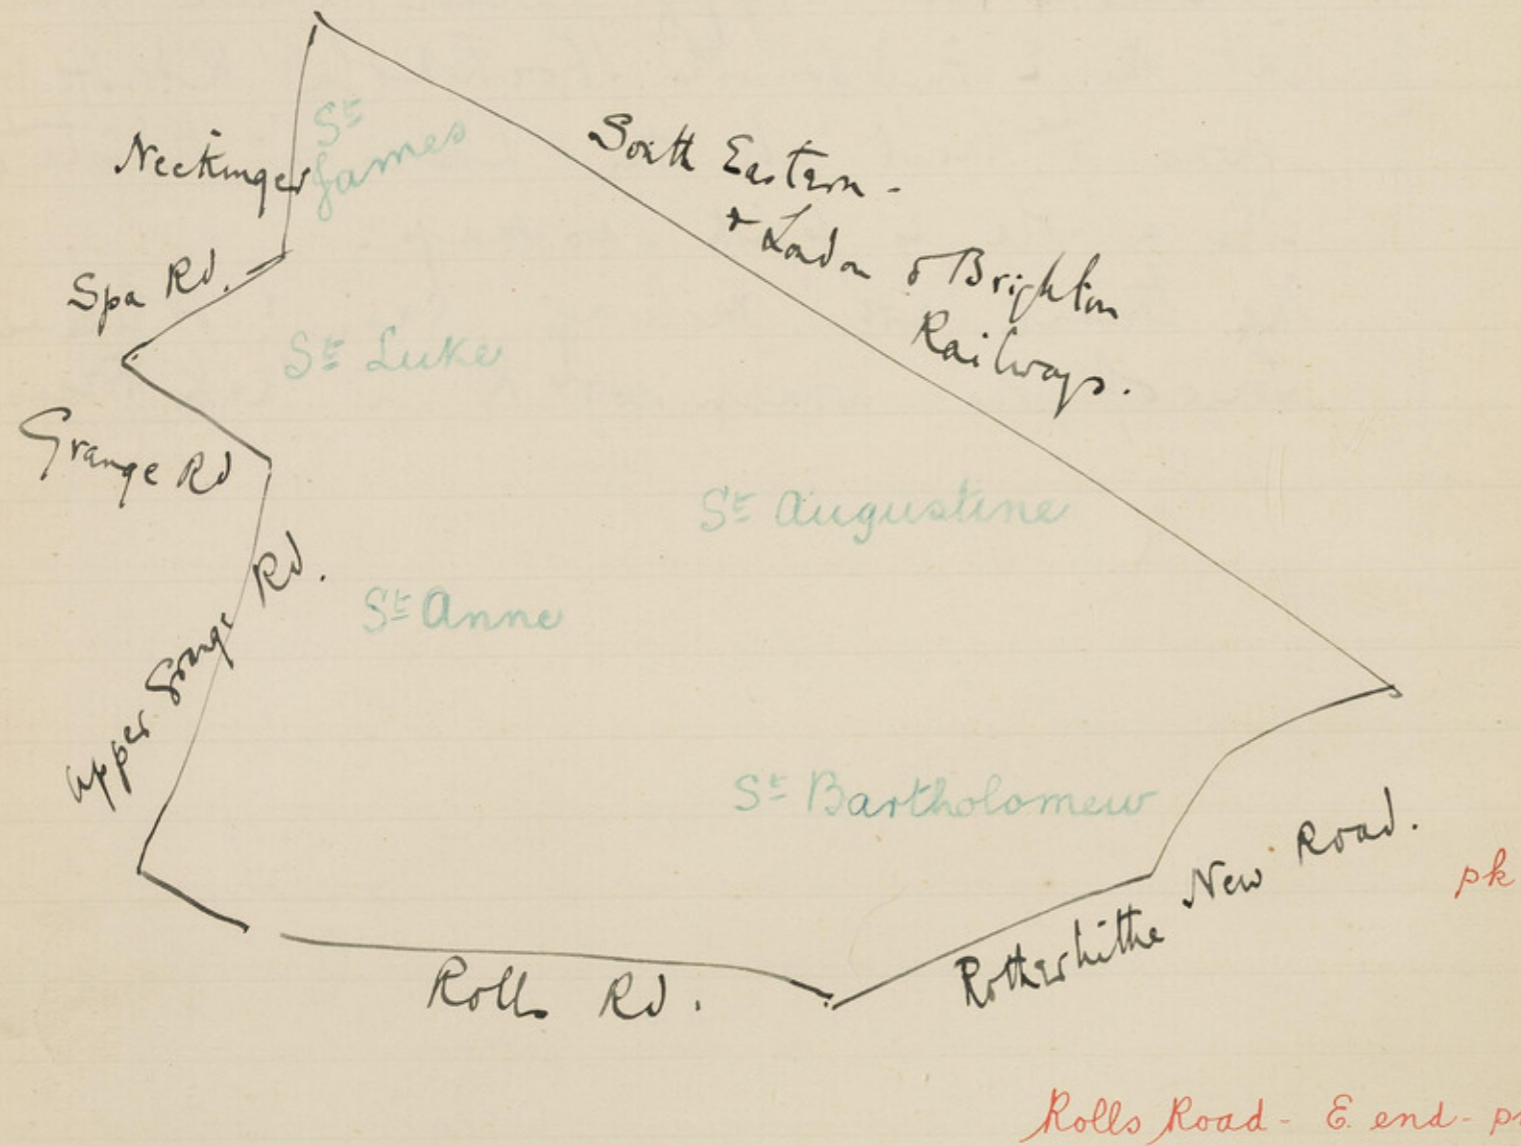 St
James
Neckinger
South Eastern -
+ London & Brighton
Railways.
Spa Rd.
St Luke
Grange Rd
St Augustine
Upper Grange Rd.
St Anne
St Bartholomew
Rotherhithe New Road.
pk
Rolls Rd.
Rolls Road - E. end -